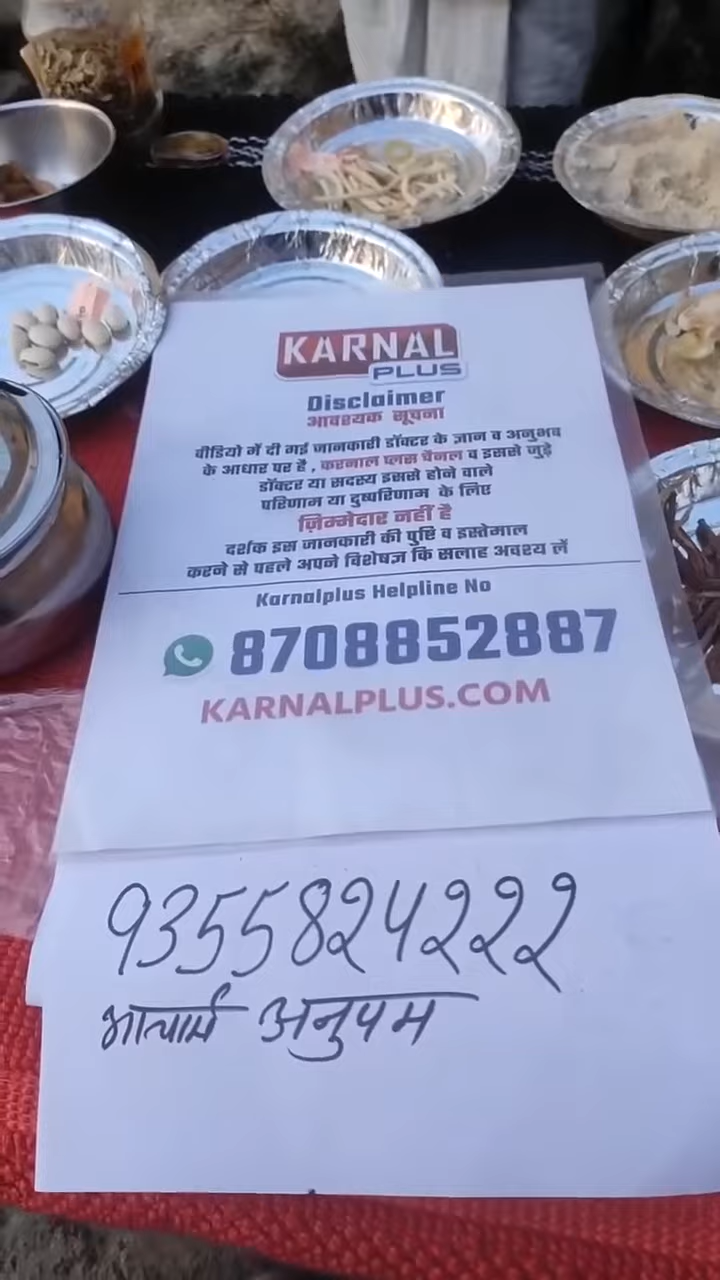 KARNAL
PLUS
Disclaimer
आवश्यक सूचना
वीडियो में दी गई जानकारी डॉक्टर के ज्ञान व अनुभव
के आधार पर है , करनाल प्लस चैनल व इससे जुड़े
डॉक्टर या सदस्य इससे होने वाले
परिणाम या दुष्परिणाम के लिए
ज़िम्मेदार नहीं है
दर्शक इस जानकारी की पुष्टि व इस्तेमाल
करने से पहले अपने विशेषज्ञ कि सलाह अवश्य लें
Karnalplus Helpline No
8708852887
KARNALPLUS.COM
9355824222
आचार्य अनुपम